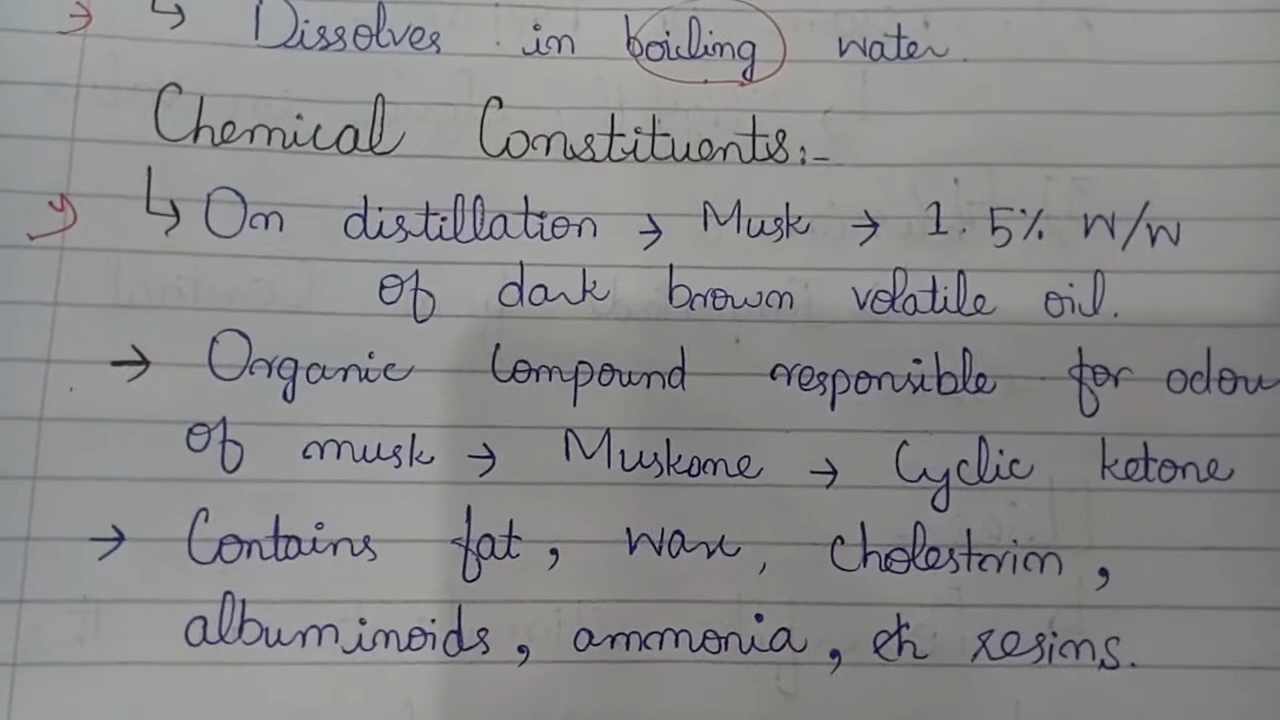 → ↳ Dissolves in boiling water.
Chemical Constituents:-
↳ On distillation → Musk → 1.5% W/W
of dark brown volatile oil.
→ Organic Compound responsible for odou
of musk → Muskone → Cyclic ketone
→ Contains fat, wax, Cholestrin,
albuminoids, ammonia, resins.